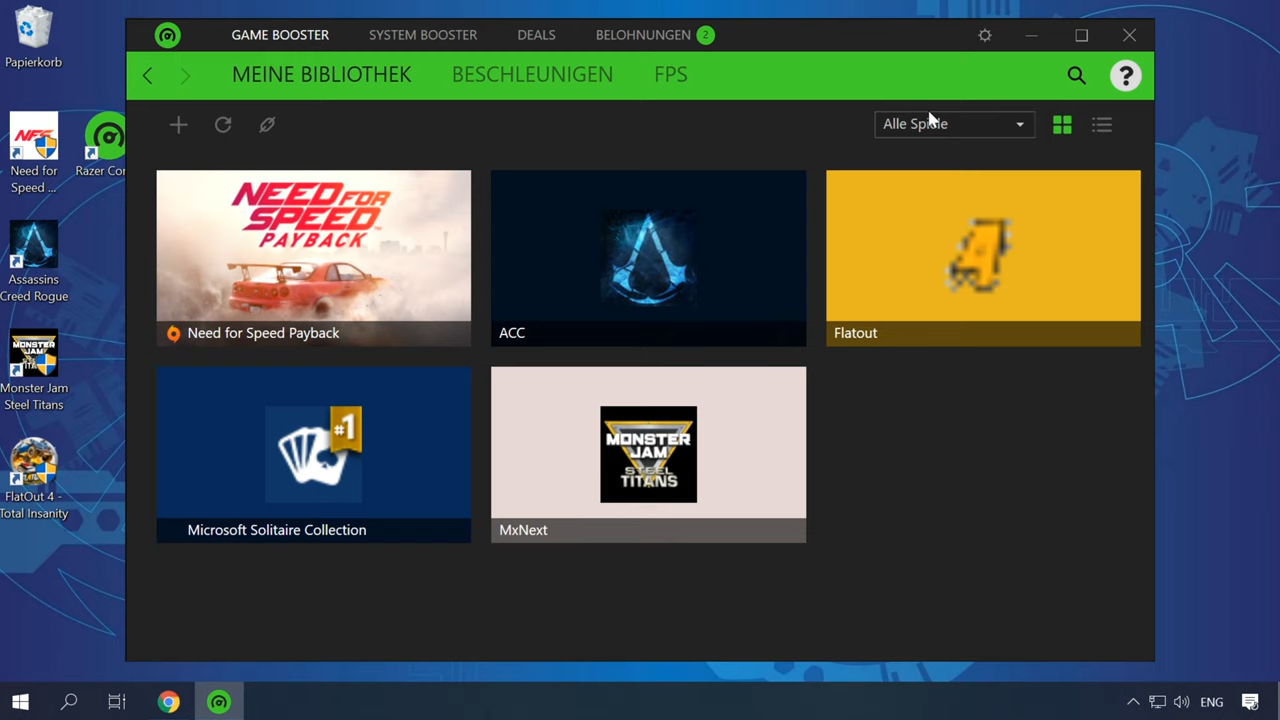 Papierkorb
Need for
Speed ...
Razer Cor
Assassins
Creed Rogue
MONSTER
JAM
Monster Jam
Steel Titans
FlatOut 4 -
Total Insanity
GAME BOOSTER
SYSTEM BOOSTER
DEALS
BELOHNUNGEN 2
MEINE BIBLIOTHEK
BESCHLEUNIGEN
FPS
?
Alle Spiele
NEED FOR
SPEED
PAYBACK
Need for Speed Payback
ACC
Flatout
#1
Microsoft Solitaire Collection
MONSTER
JAM
STEEL
TITANS
MxNext
ENG